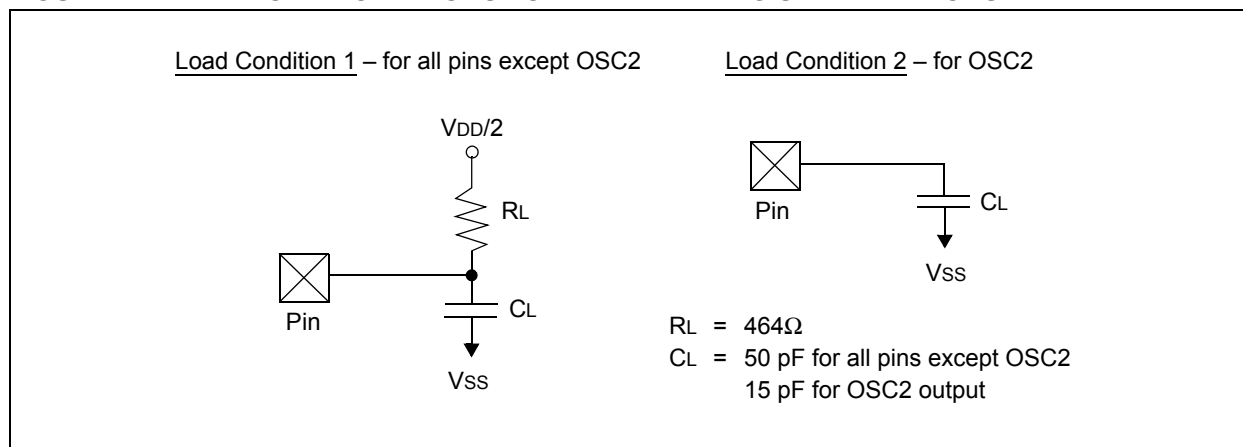 Load Condition 1 – for all pins except OSC2
VDD/2
RL
Pin
CL
VSS
Load Condition 2 – for OSC2
Pin
CL
VSS
RL = 464Ω
CL = 50 pF for all pins except OSC2
15 pF for OSC2 output